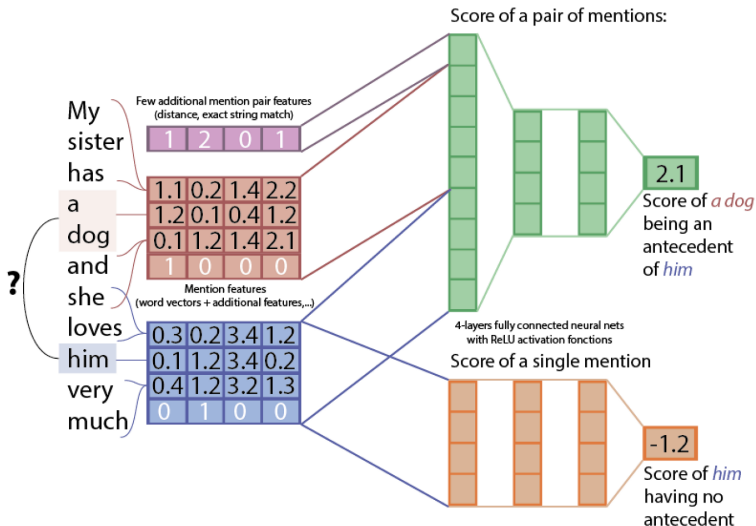 Score of a pair of mentions:
Few additional mention pair features
(distance, exact string match)
1 2 0 1
My
sister
has
a
dog
and
she
loves
him
very
much
?
1.1 0.2 1.4 2.2
1.2 0.1 0.4 1.2
0.1 1.2 1.4 2.1
1 0 0 0
Mention features
(word vectors + additional features,...)
0.3 0.2 3.4 1.2
0.1 1.2 3.4 0.2
0.4 1.2 3.2 1.3
0 1 0 0
2.1
Score of a dog
being an
antecedent
of him
4-layers fully connected neural nets
with ReLU activation fonctions
Score of a single mention
-1.2
Score of him
having no
antecedent